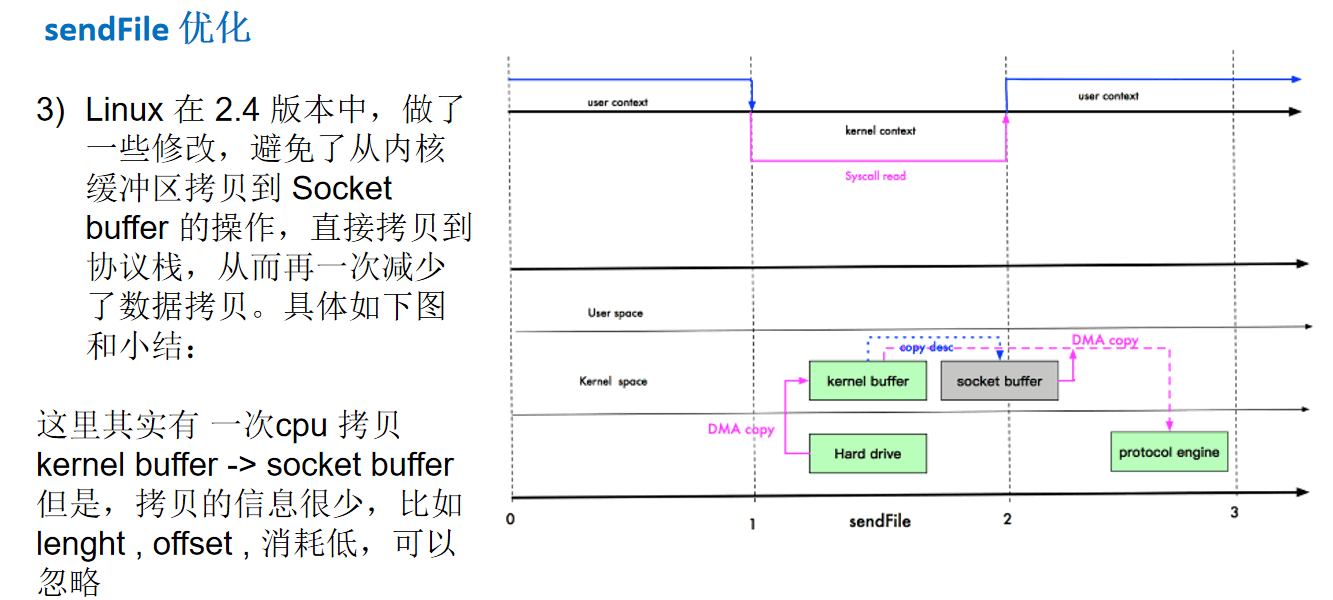 sendFile 优化
3) Linux 在 2.4 版本中，做了
一些修改，避免了从内核
缓冲区拷贝到 Socket
buffer 的操作，直接拷贝到
协议栈，从而再一次减少
了数据拷贝。具体如下图
和小结：
这里其实有 一次cpu 拷贝
kernel buffer -> socket buffer
但是，拷贝的信息很少，比如
lenght , offset , 消耗低，可以
忽略
user context
user context
kernel context
Syscall read
User space
copy desc
DMA copy
Kernel space
kernel buffer
socket buffer
DMA copy
Hard drive
protocol engine
0
1
sendFile
2
3